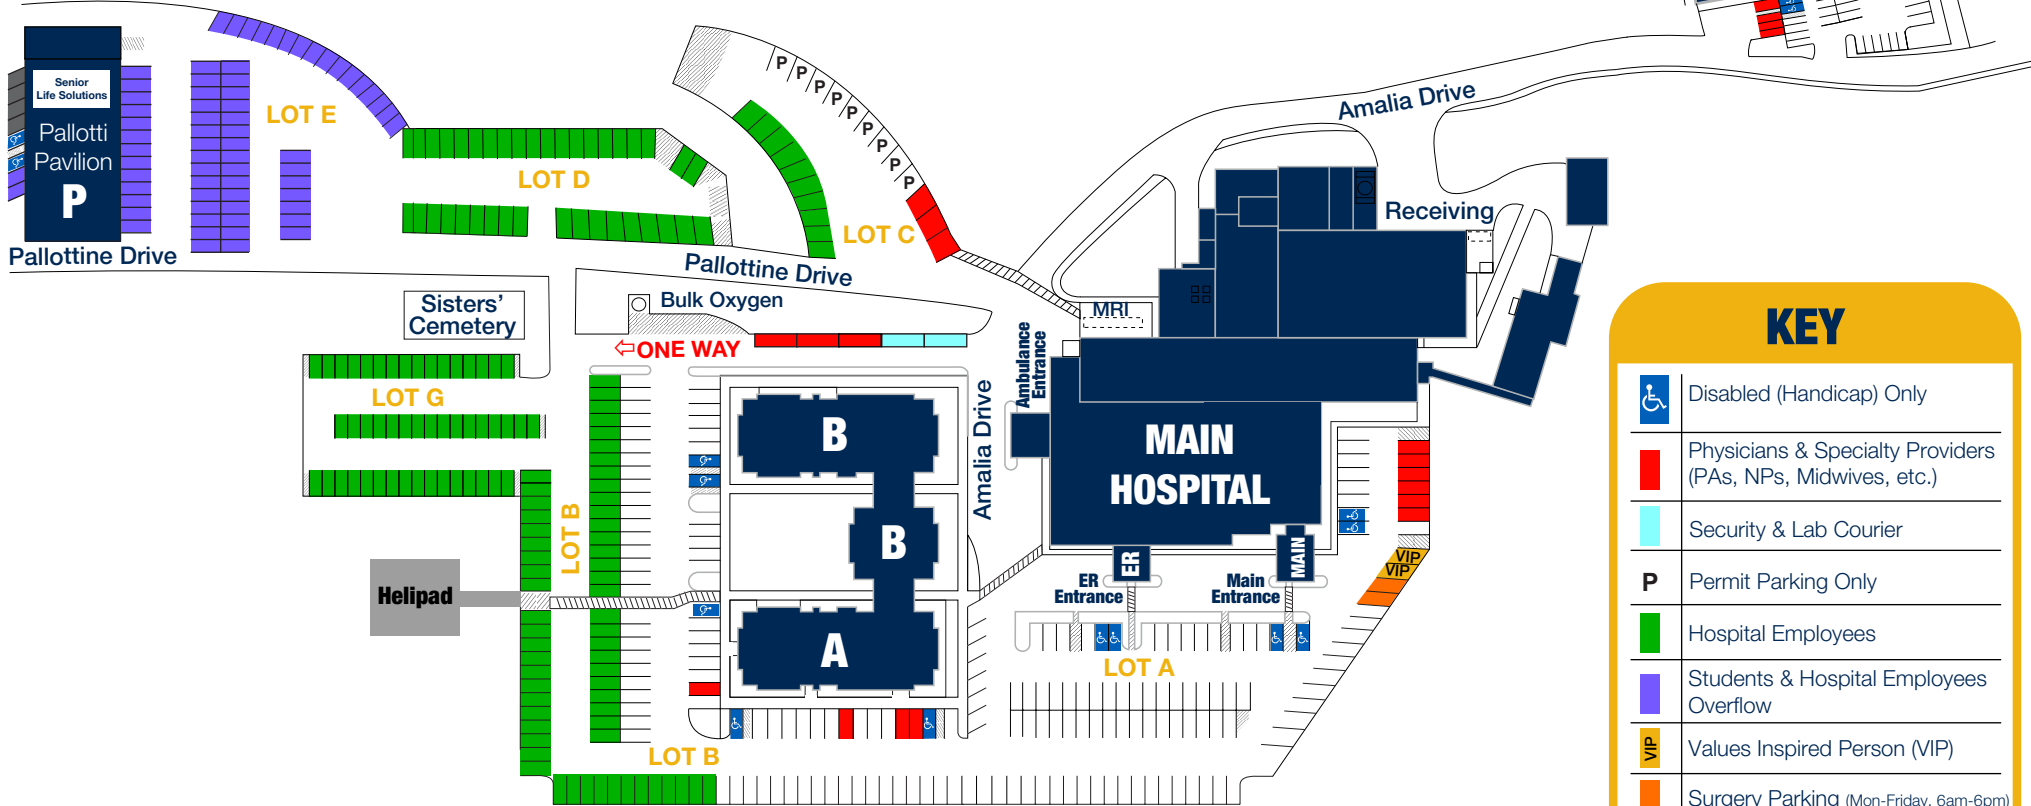 Senior
Life Solutions
Pallotti
Pavilion
P
LOT E
LOT D
P
P
P
P
P
P
P
P
P
P
LOT C
Amalia Drive
Receiving
Pallottine Drive
Pallottine Drive
Sisters'
Cemetery
Bulk Oxygen
MRI
ONE WAY
LOT G
LOT B
B
B
A
Amalia Drive
Ambulance
Entrance
MAIN
HOSPITAL
ER
MAIN
ER
Entrance
Main
Entrance
VIP
VIP
Helipad
LOT A
LOT B
KEY
Disabled (Handicap) Only
Physicians & Specialty Providers
(PAs, NPs, Midwives, etc.)
Security & Lab Courier
P Permit Parking Only
Hospital Employees
Students & Hospital Employees
Overflow
VIP Values Inspired Person (VIP)
Surgery Parking (Mon-Friday, 6am-6pm)